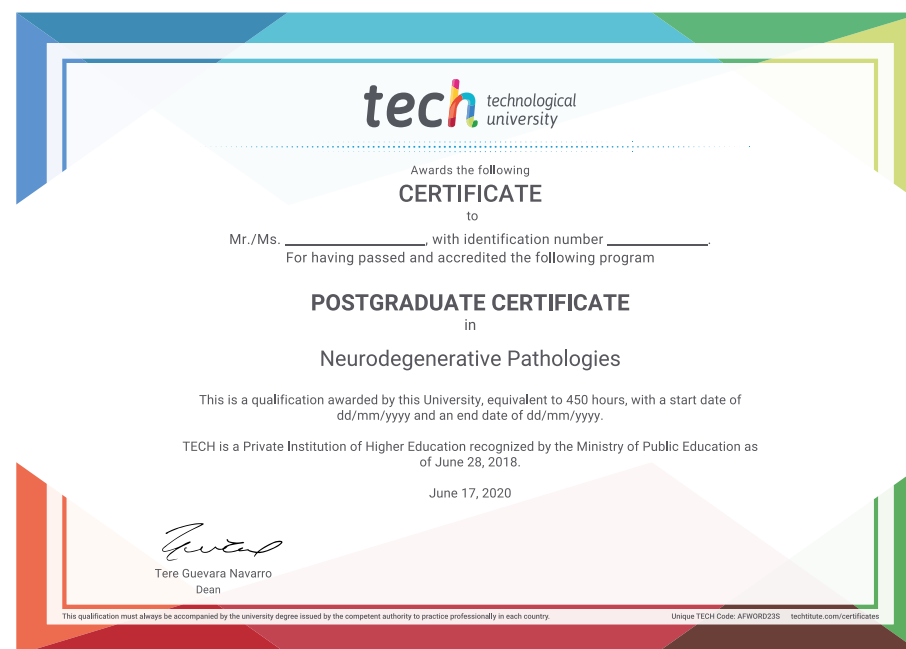 tech technological
university
Awards the following
CERTIFICATE
to
Mr./Ms. ____________________, with identification number ______________.
For having passed and accredited the following program
POSTGRADUATE CERTIFICATE
in
Neurodegenerative Pathologies
This is a qualification awarded by this University, equivalent to 450 hours, with a start date of
dd/mm/yyyy and an end date of dd/mm/yyyy.
TECH is a Private Institution of Higher Education recognized by the Ministry of Public Education as
of June 28, 2018.
June 17, 2020
Tere Guevara Navarro
Dean
This qualification must always be accompanied by the university degree issued by the competent authority to practice professionally in each country. Unique TECH Code: AFWORD23S techtitute.com/certificates